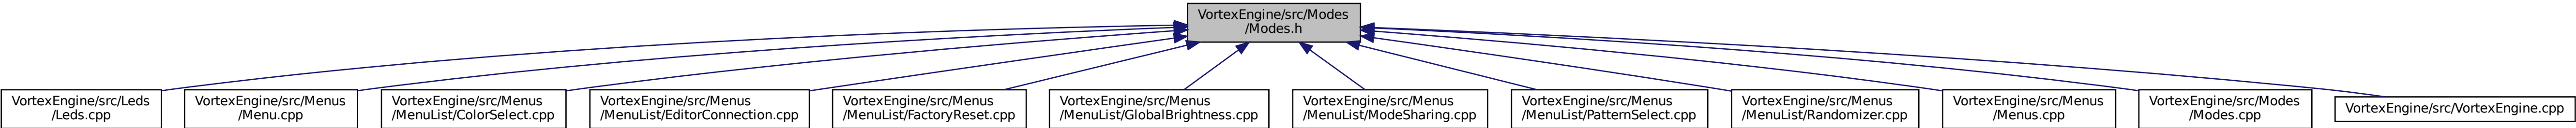 VortexEngine/src/Modes
/Modes.h
VortexEngine/src/Leds
/Leds.cpp
VortexEngine/src/Menus
/Menu.cpp
VortexEngine/src/Menus
/MenuList/ColorSelect.cpp
VortexEngine/src/Menus
/MenuList/EditorConnection.cpp
VortexEngine/src/Menus
/MenuList/FactoryReset.cpp
VortexEngine/src/Menus
/MenuList/GlobalBrightness.cpp
VortexEngine/src/Menus
/MenuList/ModeSharing.cpp
VortexEngine/src/Menus
/MenuList/PatternSelect.cpp
VortexEngine/src/Menus
/MenuList/Randomizer.cpp
VortexEngine/src/Menus
/Menus.cpp
VortexEngine/src/Modes
/Modes.cpp
VortexEngine/src/VortexEngine.cpp